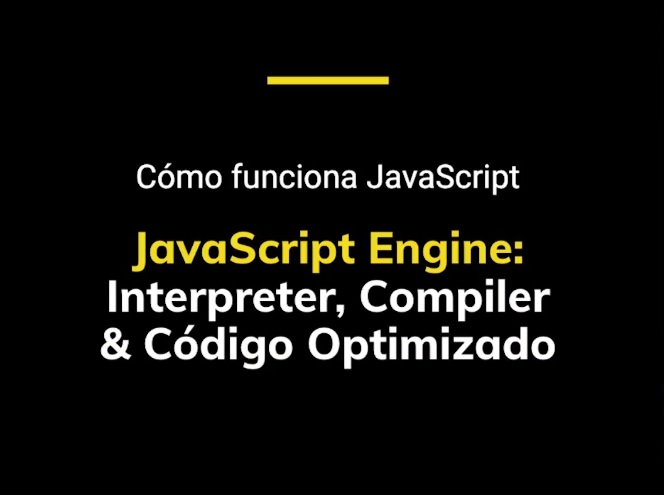 Cómo funciona JavaScript
JavaScript Engine:
Interpreter, Compiler
& Código Optimizado